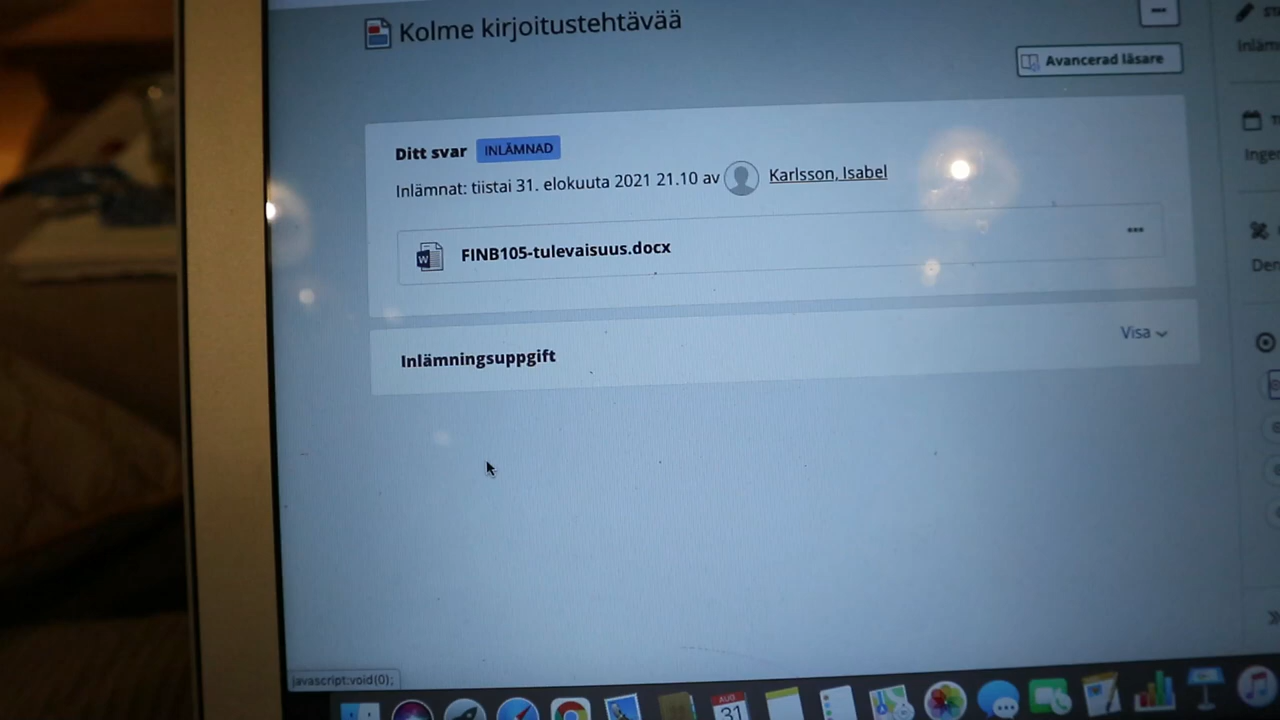 Kolme kirjoitustehtävää
Avancerad läsare
Ditt svar INLÄMNAD
Inlämnat: tiistai 31. elokuuta 2021 21.10 av Karlsson, Isabel
FINB105-tulevaisuus.docx
Inlämningsuppgift
Visa
javascript:void(0);
AUG
31